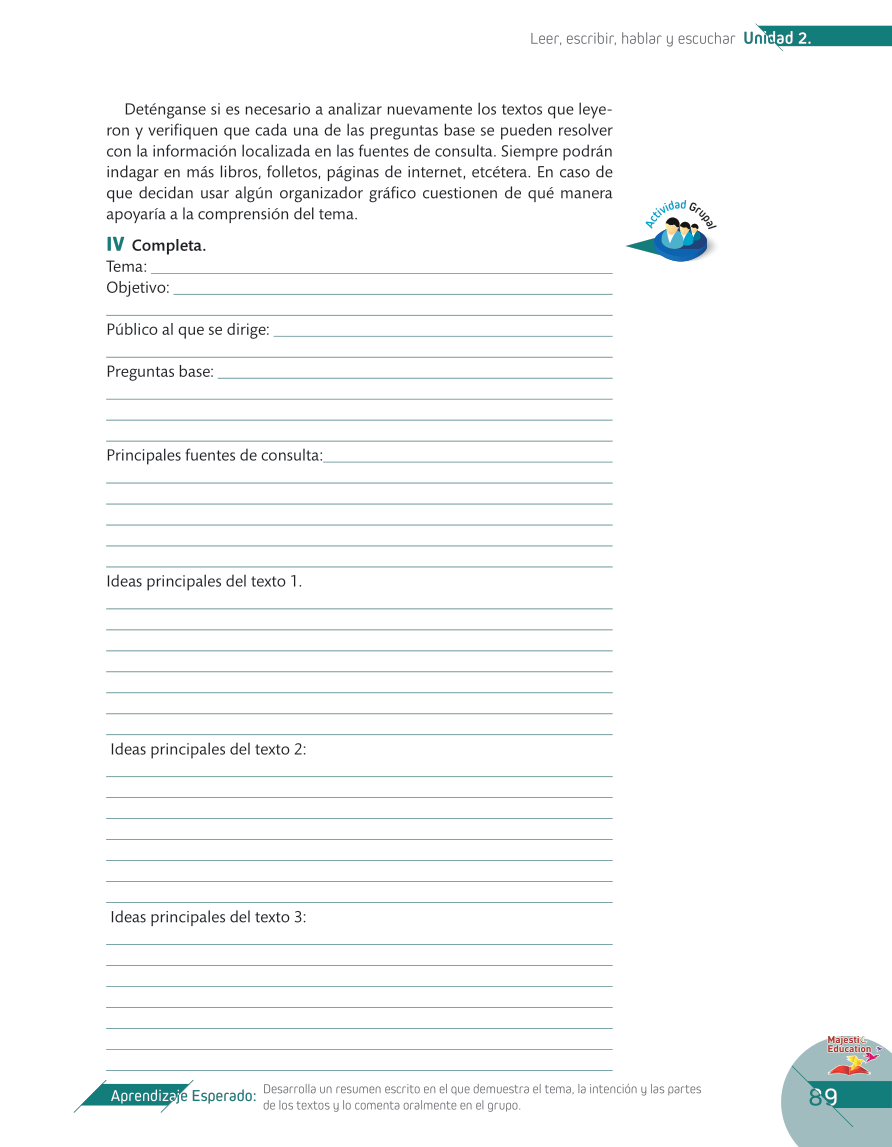 Leer, escribir, hablar y escuchar Unidad 2.
Deténganse si es necesario a analizar nuevamente los textos que leye-
ron y verifiquen que cada una de las preguntas base se pueden resolver
con la información localizada en las fuentes de consulta. Siempre podrán
indagar en más libros, folletos, páginas de internet, etcétera. En caso de
que decidan usar algún organizador gráfico cuestionen de qué manera
apoyaría a la comprensión del tema.
Actividad Grupal
IV Completa.
Tema:
Objetivo:
Público al que se dirige:
Preguntas base:
Principales fuentes de consulta:
Ideas principales del texto 1.
Ideas principales del texto 2:
Ideas principales del texto 3:
Majestic
Education
Aprendizaje Esperado: Desarrolla un resumen escrito en el que demuestra el tema, la intención y las partes
de los textos y lo comenta oralmente en el grupo.
89